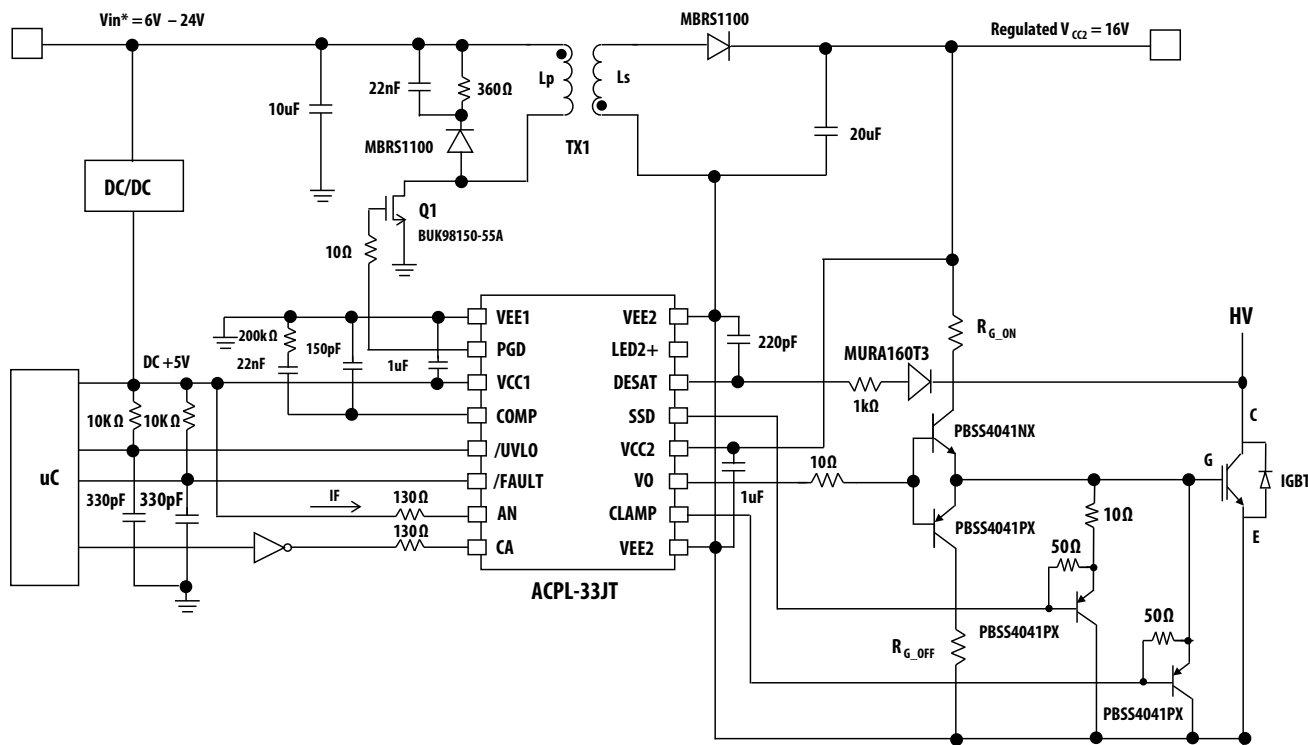 Vin* = 6V – 24V
MBRS1100
Regulated VCC2 = 16V
22nF
360Ω
Lp
Ls
10uF
MBRS1100
TX1
20uF
DC/DC
Q1
BUK98150-55A
10Ω
VEE1
VEE2
200kΩ
150pF
220pF
RG_ON
HV
PGD
LED2+
MURA160T3
22nF
1uF
DC +5V
VCC1
DESAT
1kΩ
10KΩ
10KΩ
COMP
SSD
C
PBSS4041NX
uC
/UVLO
VCC2
10Ω
G
/FAULT
VO
1uF
IGBT
330pF
330pF
IF
130Ω
AN
CLAMP
10Ω
PBSS4041PX
E
130Ω
CA
VEE2
50Ω
ACPL-33JT
PBSS4041PX
50Ω
RG_OFF
PBSS4041PX